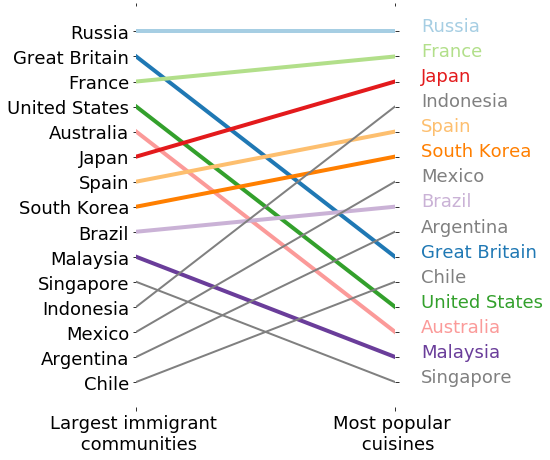 Russia
Great Britain
France
United States
Australia
Japan
Spain
South Korea
Brazil
Malaysia
Singapore
Indonesia
Mexico
Argentina
Chile
Russia
France
Japan
Indonesia
Spain
South Korea
Mexico
Brazil
Argentina
Great Britain
Chile
United States
Australia
Malaysia
Singapore
Largest immigrant
communities
Most popular
cuisines